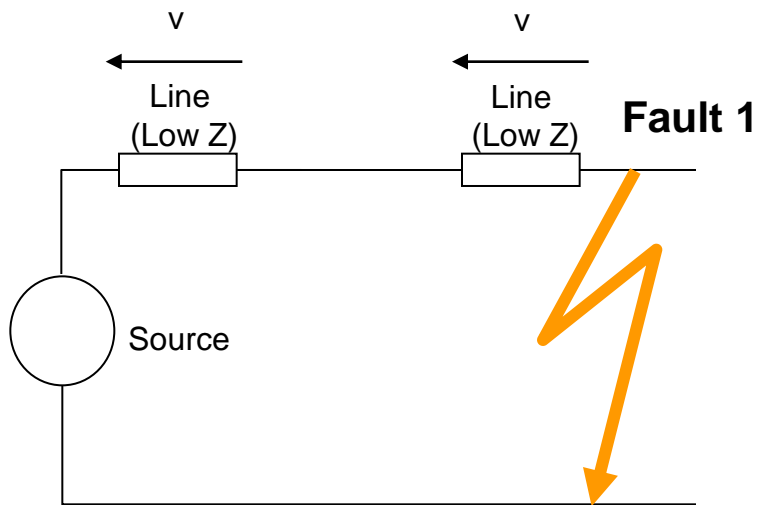 v
v
Line
(Low Z)
Line
(Low Z)
Fault 1
Source